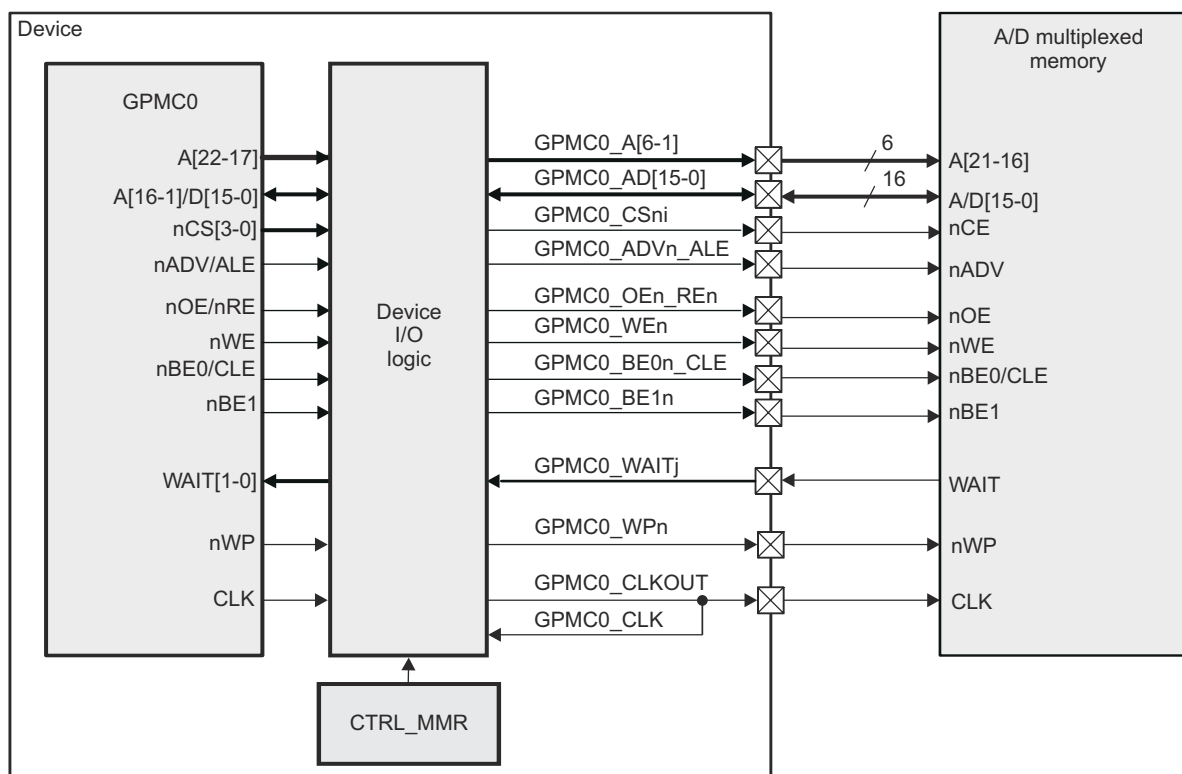 Device
A/D multiplexed
memory
GPMC0
A[22-17]
GPMC0_A[6-1]
6
A[21-16]
A[16-1]/D[15-0]
GPMC0_AD[15-0]
16
A/D[15-0]
nCS[3-0]
GPMC0_CSni
nCE
nADV/ALE
GPMC0_ADVn_ALE
nADV
nOE/nRE
GPMC0_OEn_REn
nOE
Device
I/O
logic
nWE
GPMC0_WEn
nWE
nBE0/CLE
GPMC0_BE0n_CLE
nBE0/CLE
nBE1
GPMC0_BE1n
nBE1
WAIT[1-0]
GPMC0_WAITj
WAIT
nWP
GPMC0_WPn
nWP
CLK
GPMC0_CLKOUT
CLK
GPMC0_CLK
CTRL_MMR